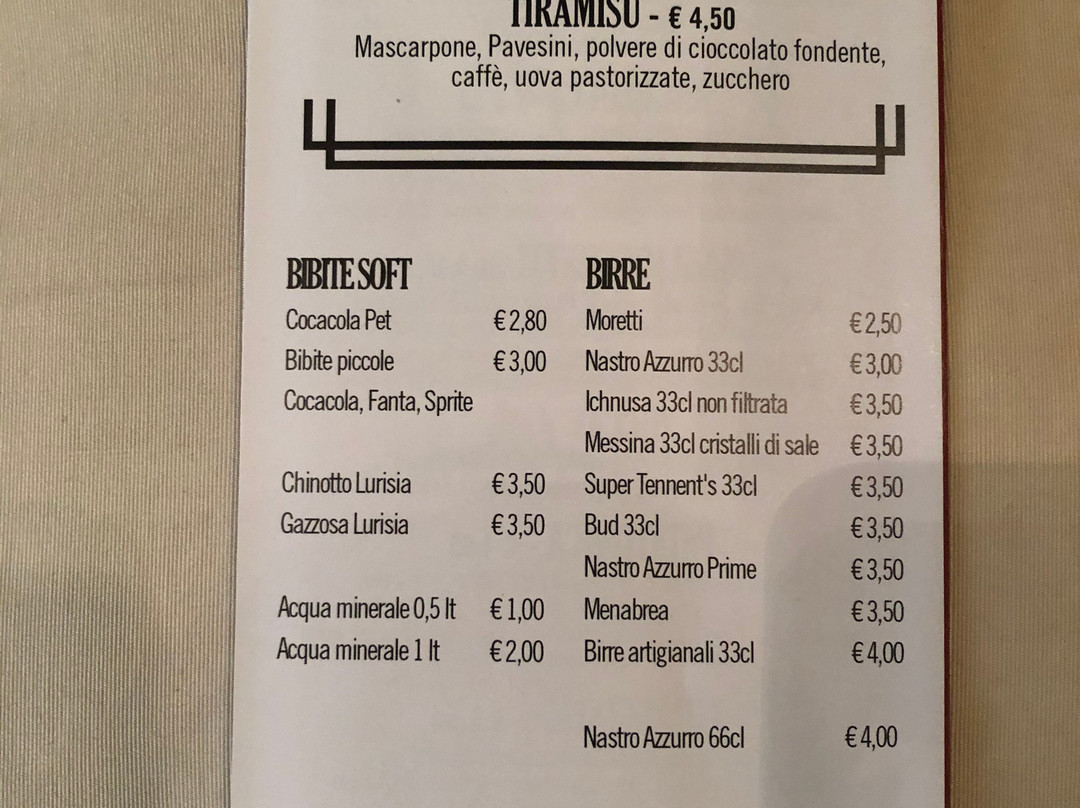 TIRAMISÙ - € 4,50
Mascarpone, Pavesini, polvere di cioccolato fondente,
caffè, uova pastorizzate, zucchero
BIBITE SOFT
Cocacola Pet €2,80
Bibite piccole €3,00
Cocacola, Fanta, Sprite
Chinotto Lurisia €3,50
Gazzosa Lurisia €3,50
Acqua minerale 0,5 lt €1,00
Acqua minerale 1 lt €2,00
BIRRE
Moretti €2,50
Nastro Azzurro 33cl €3,00
Ichnusa 33cl non filtrata €3,50
Messina 33cl cristalli di sale €3,50
Super Tennent's 33cl €3,50
Bud 33cl €3,50
Nastro Azzurro Prime €3,50
Menabrea €3,50
Birre artigianali 33cl €4,00
Nastro Azzurro 66cl €4,00